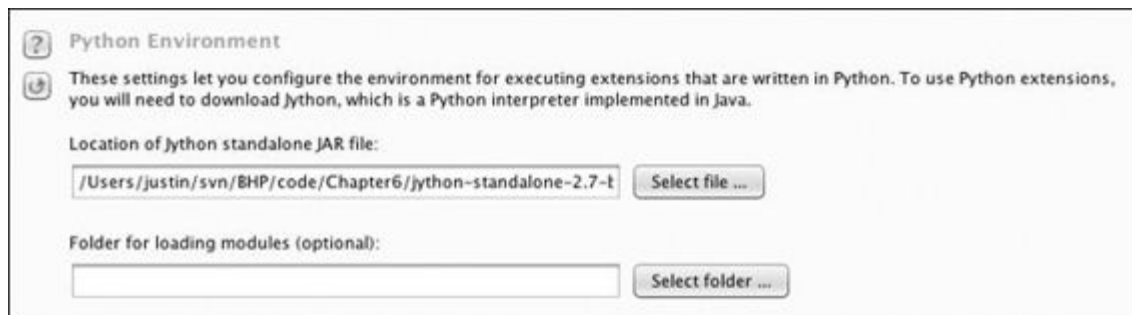 Python Environment
These settings let you configure the environment for executing extensions that are written in Python. To use Python extensions,
you will need to download Jython, which is a Python interpreter implemented in Java.
Location of Jython standalone JAR file:
/Users/justin/svn/BHP/code/Chapter6/jython-standalone-2.7-b
Select file ...
Folder for loading modules (optional):
Select folder ...